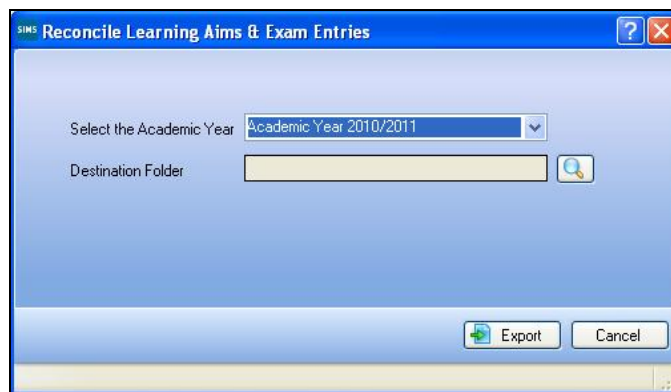 SIMS Reconcile Learning Aims & Exam Entries
?
Select the Academic Year Academic Year 2010/2011
Destination Folder
Export Cancel